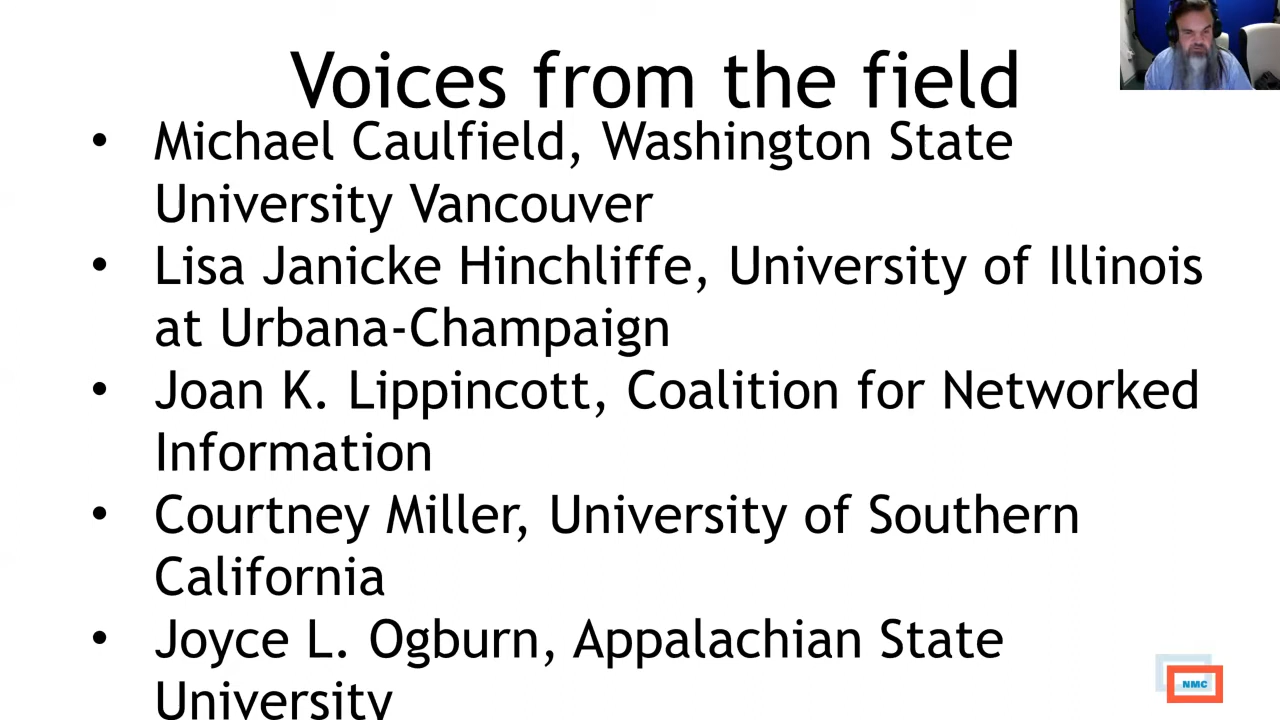 Voices from the field
• Michael Caulfield, Washington State
University Vancouver
• Lisa Janicke Hinchliffe, University of Illinois
at Urbana-Champaign
• Joan K. Lippincott, Coalition for Networked
Information
• Courtney Miller, University of Southern
California
• Joyce L. Ogburn, Appalachian State
University
NMC